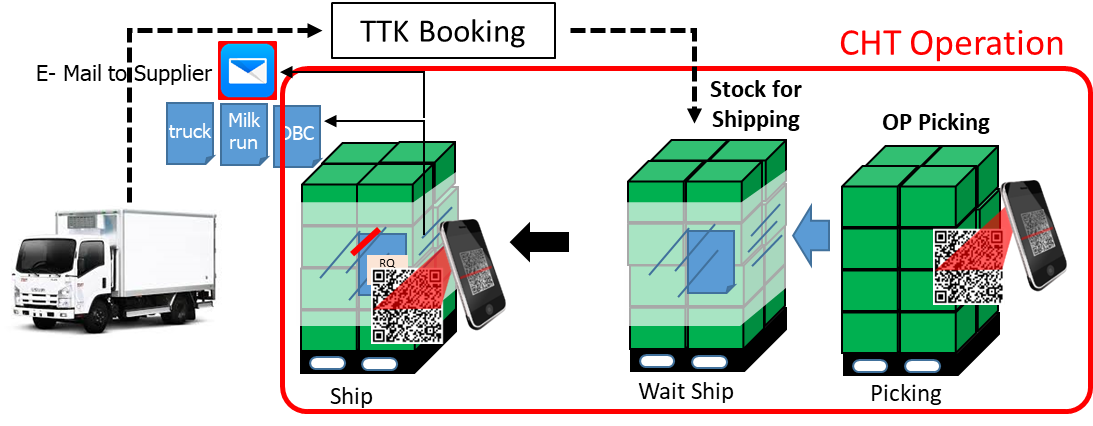 TTK Booking
CHT Operation
E- Mail to Supplier
truck
Milk
run
DBC
Stock for
Shipping
OP Picking
RQ
Ship
Wait Ship
Picking